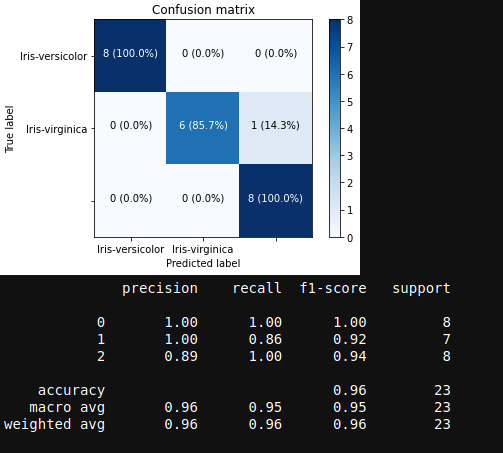 Confusion matrix
Iris-versicolor 8 (100.0%) 0 (0.0%) 0 (0.0%)
Iris-virginica 0 (0.0%) 6 (85.7%) 1 (14.3%)
0 (0.0%) 0 (0.0%) 8 (100.0%)
True label
Iris-versicolor Iris-virginica
Predicted label
8
7
6
5
4
3
2
1
0
precision recall f1-score support
0 1.00 1.00 1.00 8
1 1.00 0.86 0.92 7
2 0.89 1.00 0.94 8
accuracy 0.96 23
macro avg 0.96 0.95 0.95 23
weighted avg 0.96 0.96 0.96 23